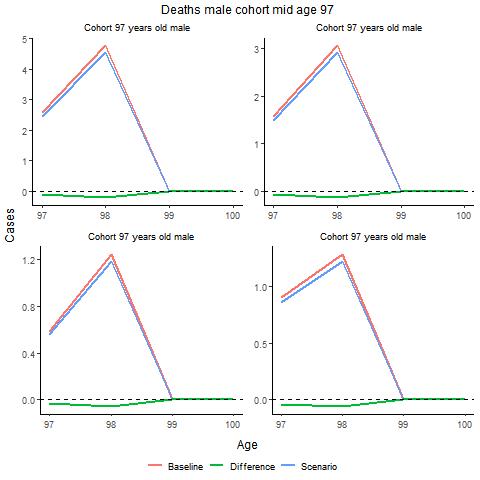 Deaths male cohort mid age 97
Cohort 97 years old male
Cohort 97 years old male
5
4
3
2
1
0
97 98 99 100
3
2
1
0
97 98 99 100
Cases
Cohort 97 years old male
Cohort 97 years old male
1.2
0.8
0.4
0.0
97 98 99 100
1.0
0.5
0.0
97 98 99 100
Age
Baseline Difference Scenario